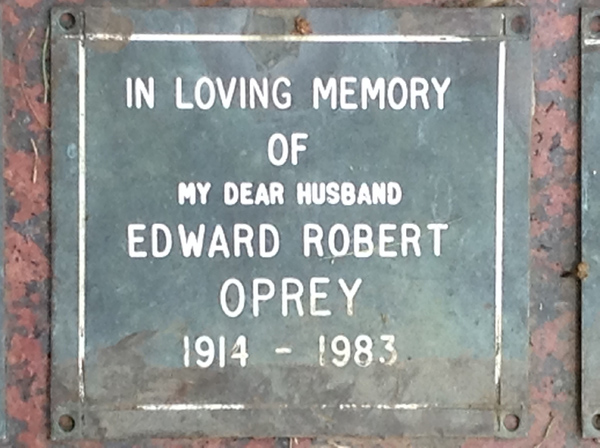 IN LOVING MEMORY
OF
MY DEAR HUSBAND
EDWARD ROBERT
OPREY
1914 - 1983